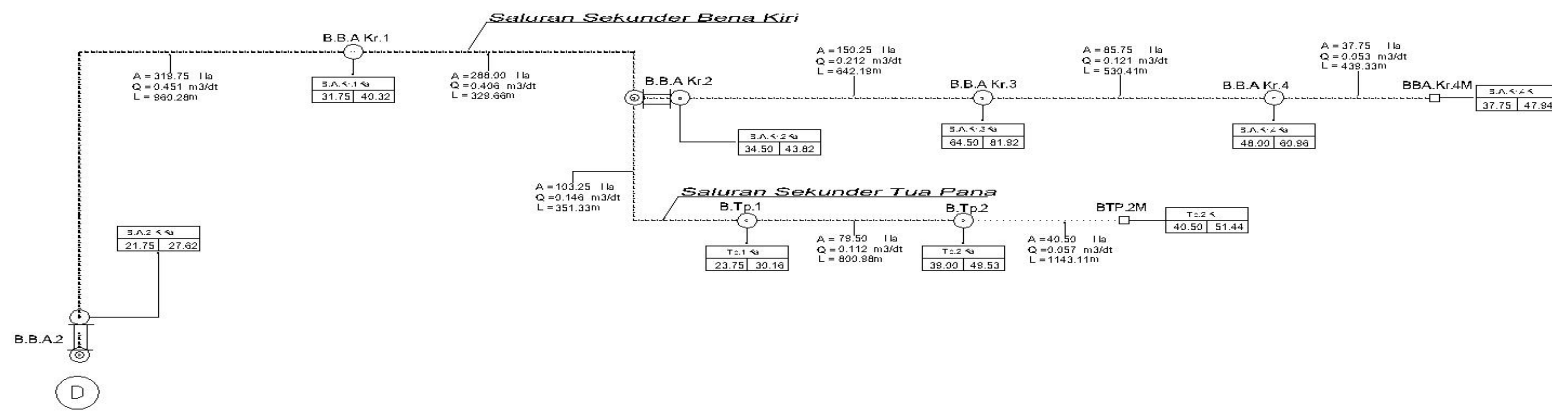 Saluran Sekunder Bena Kiri
B.B.A Kr.1
A = 319.75 Ha
Q = 0.451 m3/dt
L = 960.28m
31.75 40.32
A = 288.00 Ha
Q = 0.406 m3/dt
L = 329.66m
B.B.A Kr.2
34.50 43.82
A = 150.25 Ha
Q = 0.212 m3/dt
L = 642.19m
B.B.A Kr.3
64.50 81.92
A = 85.75 Ha
Q = 0.121 m3/dt
L = 530.41m
B.B.A Kr.4
48.00 60.96
A = 37.75 Ha
Q = 0.053 m3/dt
L = 439.33m
BBA.Kr.4M
37.75 47.94
A = 103.25 Ha
Q = 0.146 m3/dt
L = 351.33m
Saluran Sekunder Tua Pana
B.Tp.1
23.75 30.16
A = 79.50 Ha
Q = 0.112 m3/dt
L = 800.98m
B.Tp.2
39.00 49.53
A = 40.50 Ha
Q = 0.057 m3/dt
L = 1143.11m
BTP.2M
40.50 51.44
21.75 27.62
B.B.A.2
D